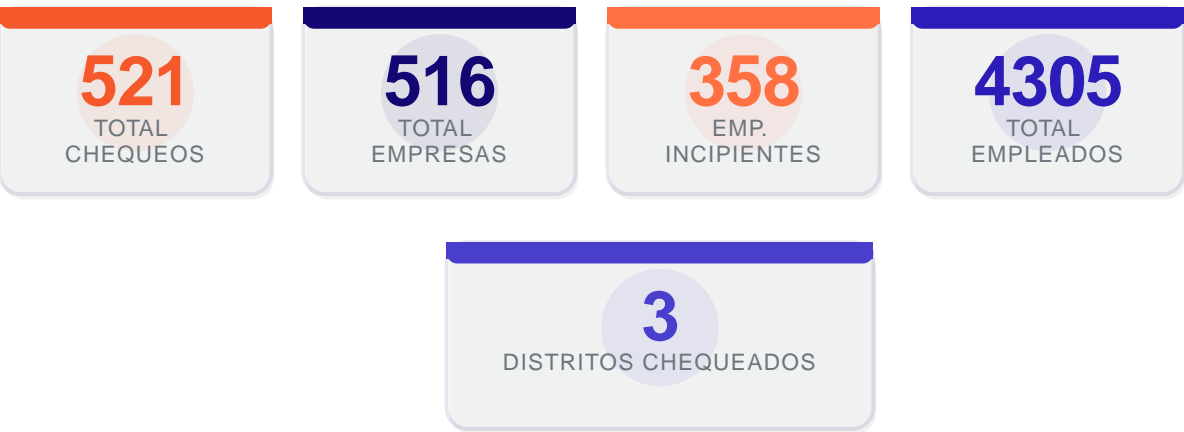 521
TOTAL
CHEQUEOS
516
TOTAL
EMPRESAS
358
EMP.
INCIPIENTES
4305
TOTAL
EMPLEADOS
3
DISTRITOS CHEQUEADOS